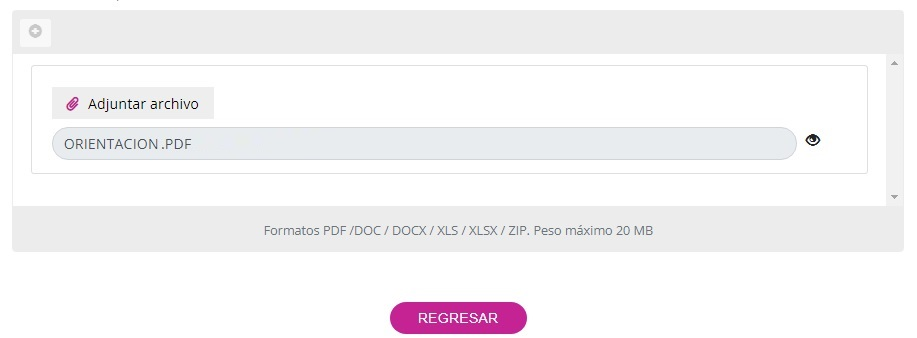 Adjuntar archivo
ORIENTACION.PDF
Formatos PDF /DOC / DOCX / XLS / XLSX / ZIP. Peso máximo 20 MB
REGRESAR